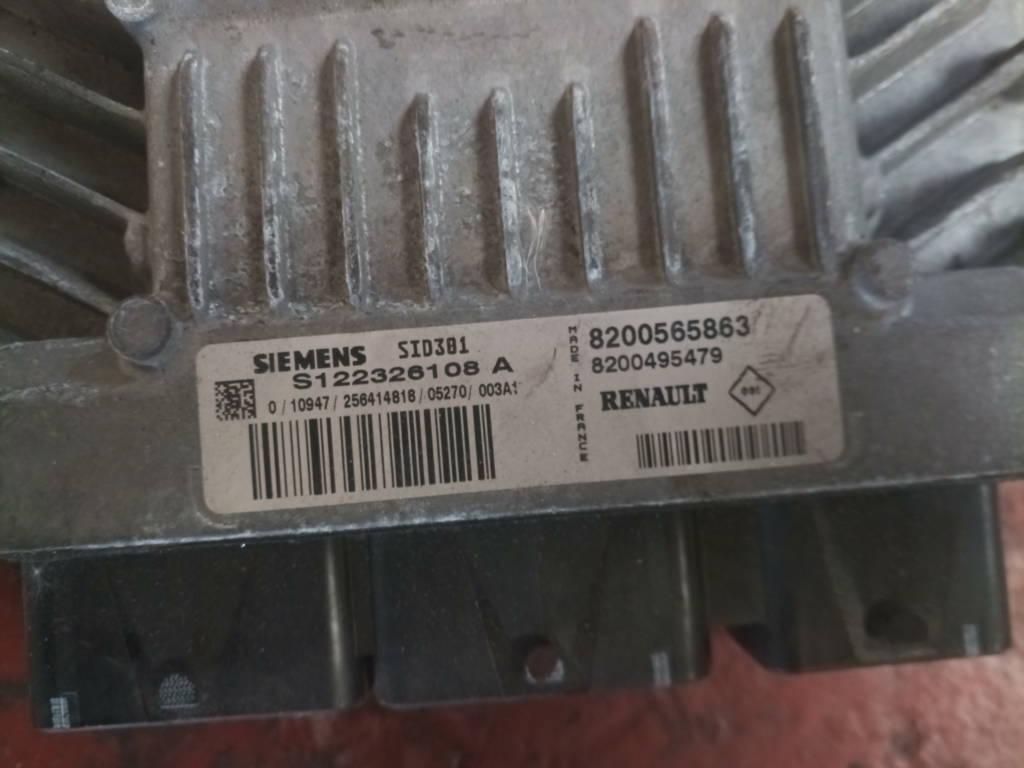 SIEMENS SID301
S122326108 A
0/10947/256414818/05270/003A1
MADE IN FRANCE
8200565863
8200495479
RENAULT